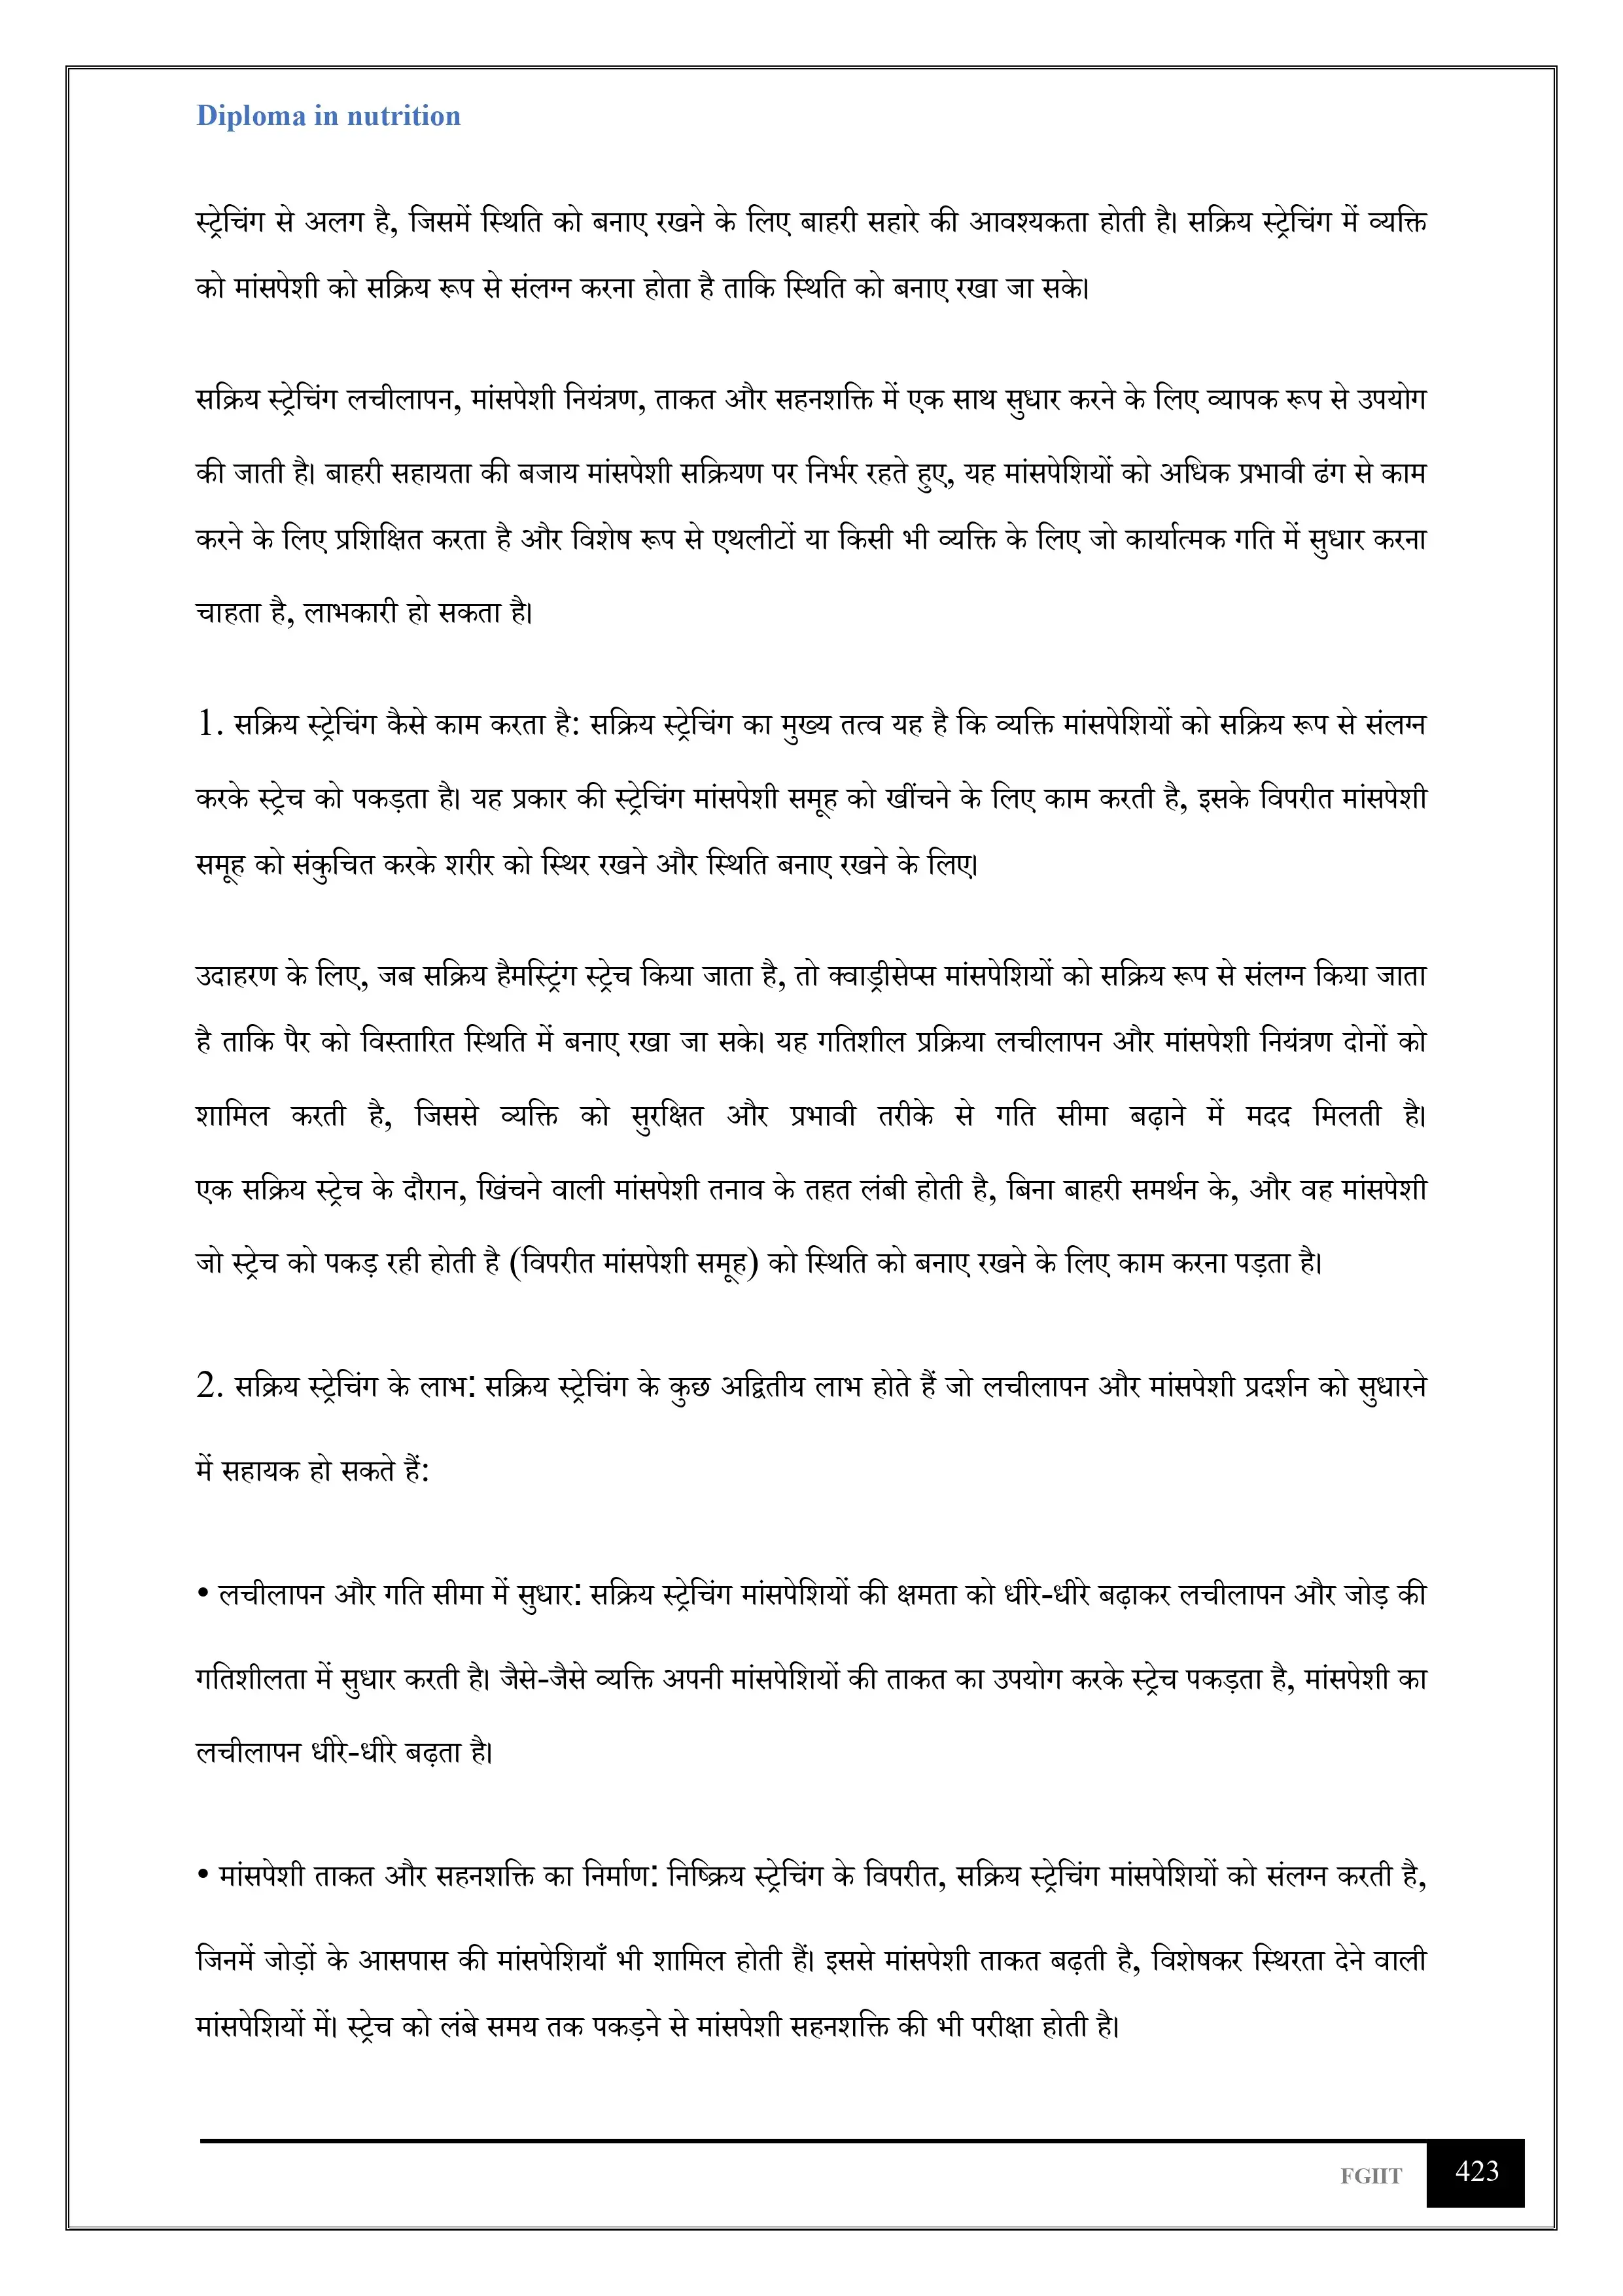 Diploma in nutrition
स्ट्रेचिंग से अलग है, जिसमें स्थिति को बनाए रखने के लिए बाहरी सहारे की आवश्यकता होती है। सक्रिय स्ट्रेचिंग में व्यक्ति
को मांसपेशी को सक्रिय रूप से संलग्न करना होता है ताकि स्थिति को बनाए रखा जा सके।
सक्रिय स्ट्रेचिंग लचीलापन, मांसपेशी नियंत्रण, ताकत और सहनशक्ति में एक साथ सुधार करने के लिए व्यापक रूप से उपयोग
की जाती है। बाहरी सहायता की बजाय मांसपेशी सक्रियण पर निर्भर रहते हुए, यह मांसपेशियों को अधिक प्रभावी ढंग से काम
करने के लिए प्रशिक्षित करता है और विशेष रूप से एथलीटों या किसी भी व्यक्ति के लिए जो कार्यात्मक गति में सुधार करना
चाहता है, लाभकारी हो सकता है।
1. सक्रिय स्ट्रेचिंग कैसे काम करता है: सक्रिय स्ट्रेचिंग का मुख्य तत्व यह है कि व्यक्ति मांसपेशियों को सक्रिय रूप से संलग्न
करके स्ट्रेच को पकड़ता है। यह प्रकार की स्ट्रेचिंग मांसपेशी समूह को खींचने के लिए काम करती है, इसके विपरीत मांसपेशी
समूह को संकुचित करके शरीर को स्थिर रखने और स्थिति बनाए रखने के लिए।
उदाहरण के लिए, जब सक्रिय हैमस्ट्रिंग स्ट्रेच किया जाता है, तो क्वाड्रीसेप्स मांसपेशियों को सक्रिय रूप से संलग्न किया जाता
है ताकि पैर को विस्तारित स्थिति में बनाए रखा जा सके। यह गतिशील प्रक्रिया लचीलापन और मांसपेशी नियंत्रण दोनों को
शामिल करती है, जिससे व्यक्ति को सुरक्षित और प्रभावी तरीके से गति सीमा बढ़ाने में मदद मिलती है।
एक सक्रिय स्ट्रेच के दौरान, खिंचने वाली मांसपेशी तनाव के तहत लंबी होती है, बिना बाहरी समर्थन के, और वह मांसपेशी
जो स्ट्रेच को पकड़ रही होती है (विपरीत मांसपेशी समूह) को स्थिति को बनाए रखने के लिए काम करना पड़ता है।
2. सक्रिय स्ट्रेचिंग के लाभ: सक्रिय स्ट्रेचिंग के कुछ अद्वितीय लाभ होते हैं जो लचीलापन और मांसपेशी प्रदर्शन को सुधारने
में सहायक हो सकते हैं:
• लचीलापन और गति सीमा में सुधार: सक्रिय स्ट्रेचिंग मांसपेशियों की क्षमता को धीरे-धीरे बढ़ाकर लचीलापन और जोड़ की
गतिशीलता में सुधार करती है। जैसे-जैसे व्यक्ति अपनी मांसपेशियों की ताकत का उपयोग करके स्ट्रेच पकड़ता है, मांसपेशी का
लचीलापन धीरे-धीरे बढ़ता है।
• मांसपेशी ताकत और सहनशक्ति का निर्माण: निष्क्रिय स्ट्रेचिंग के विपरीत, सक्रिय स्ट्रेचिंग मांसपेशियों को संलग्न करती है,
जिनमें जोड़ों के आसपास की मांसपेशियाँ भी शामिल होती हैं। इससे मांसपेशी ताकत बढ़ती है, विशेषकर स्थिरता देने वाली
मांसपेशियों में। स्ट्रेच को लंबे समय तक पकड़ने से मांसपेशी सहनशक्ति की भी परीक्षा होती है।
FGIIT 423